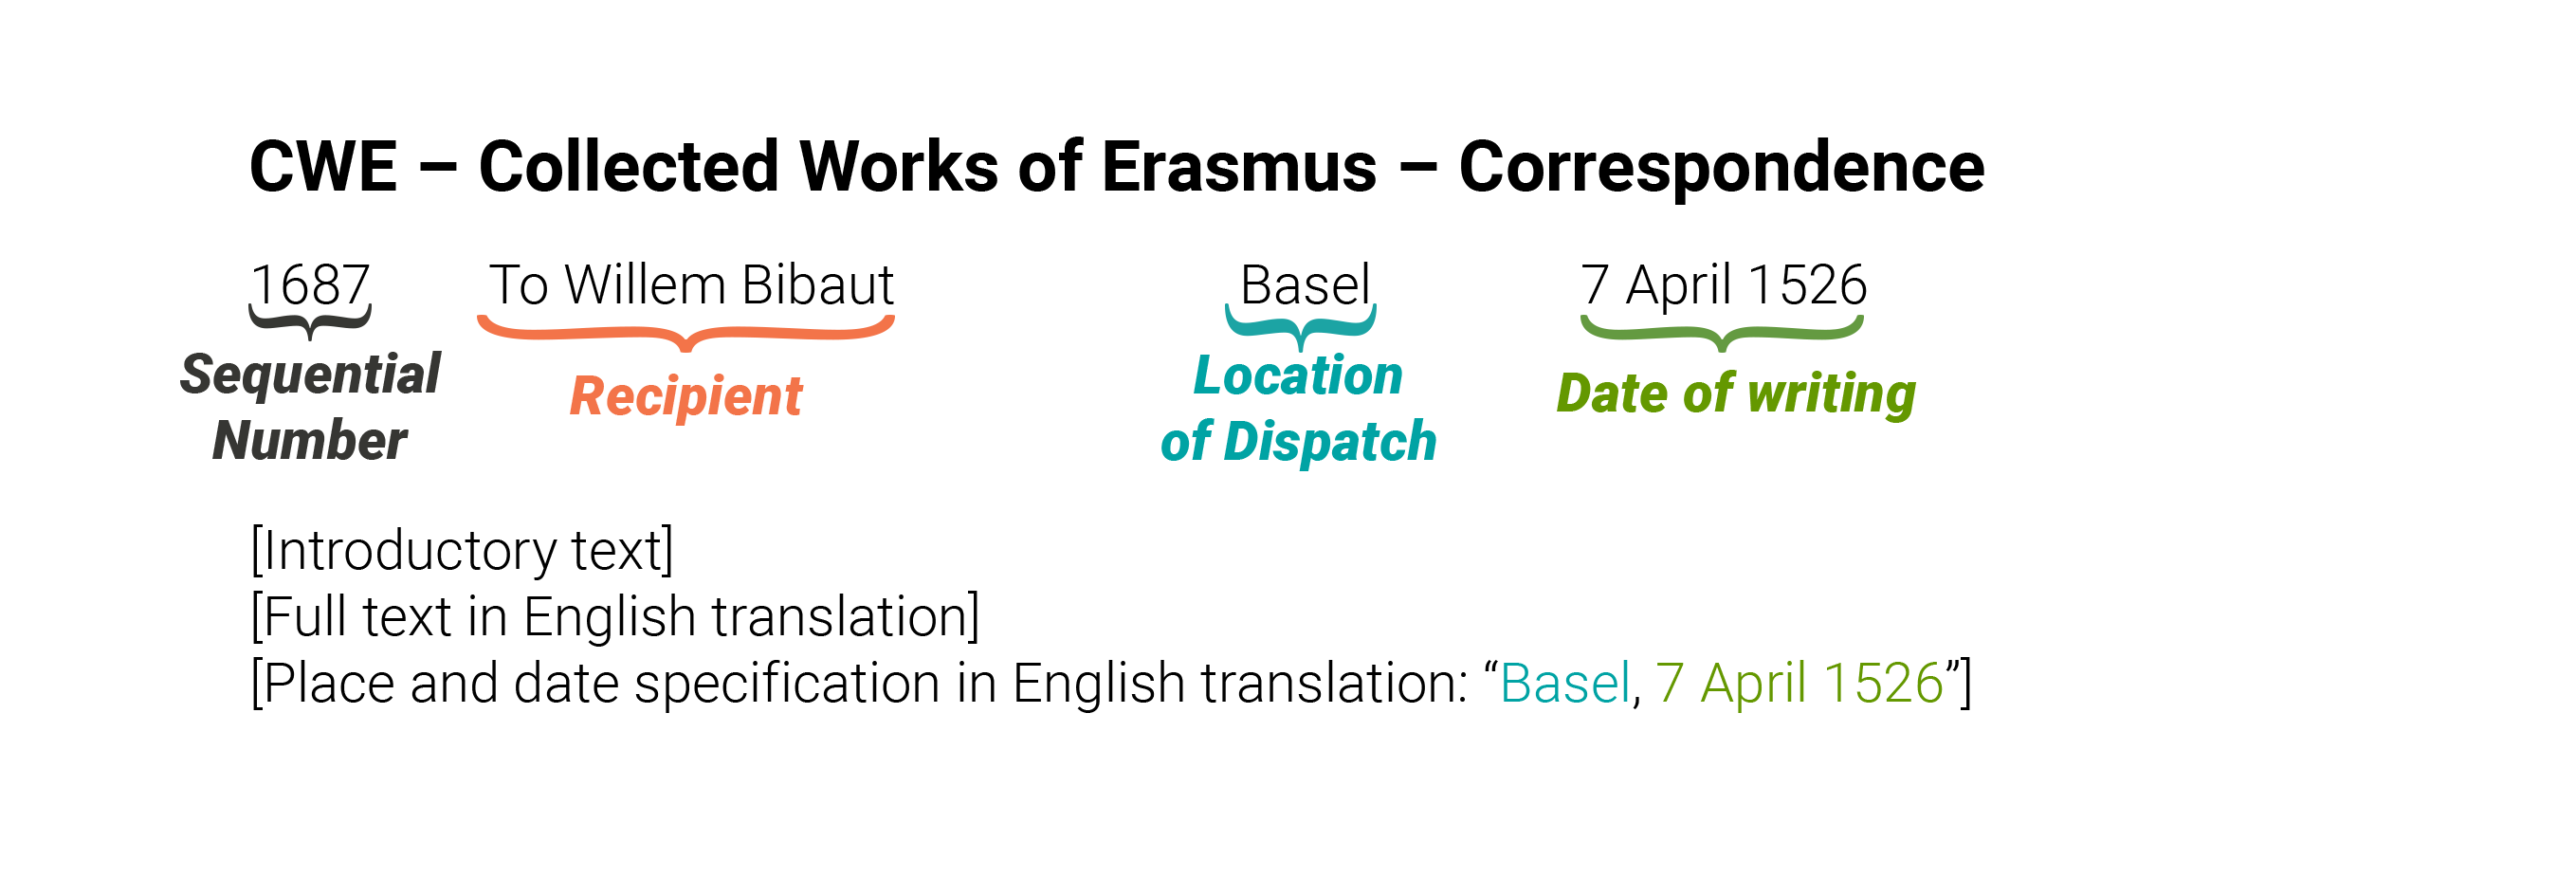 CWE – Collected Works of Erasmus – Correspondence
1687 To Willem Bibaut Basel 7 April 1526
Sequential Number Recipient Location of Dispatch Date of writing
[Introductory text]
[Full text in English translation]
[Place and date specification in English translation: “Basel, 7 April 1526”]